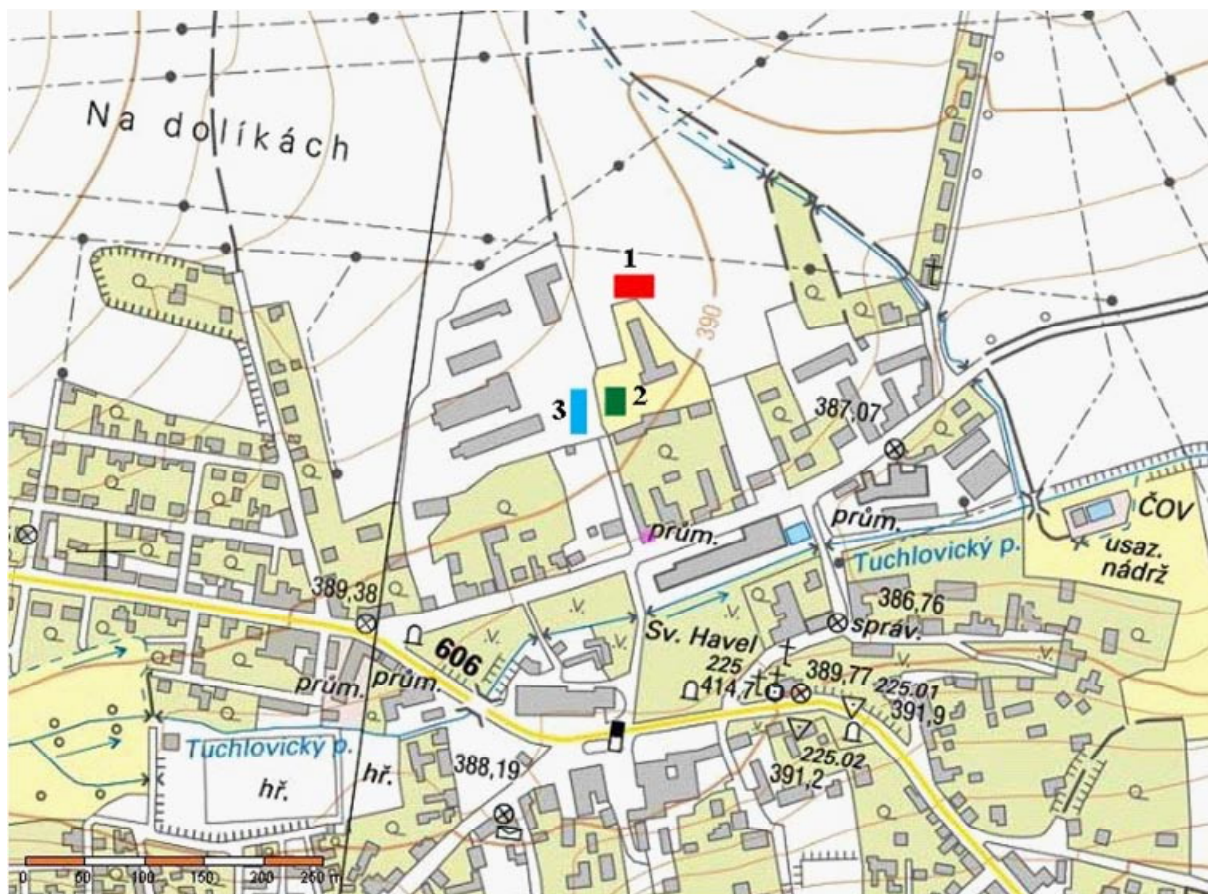 Na dolíkách
1
390
2
3
387,07
prům.
prům.
ČOV
usaz.
nádrž
Tuchlovický p.
389,38
386,76
správ.
Sv. Havel
225
414,7
389,77
225.01
391,9
606
prům.
prům.
Tuchlovický p.
388,19
225.02
391,2
hř.
hř.
0 50 100 150 200 250 m